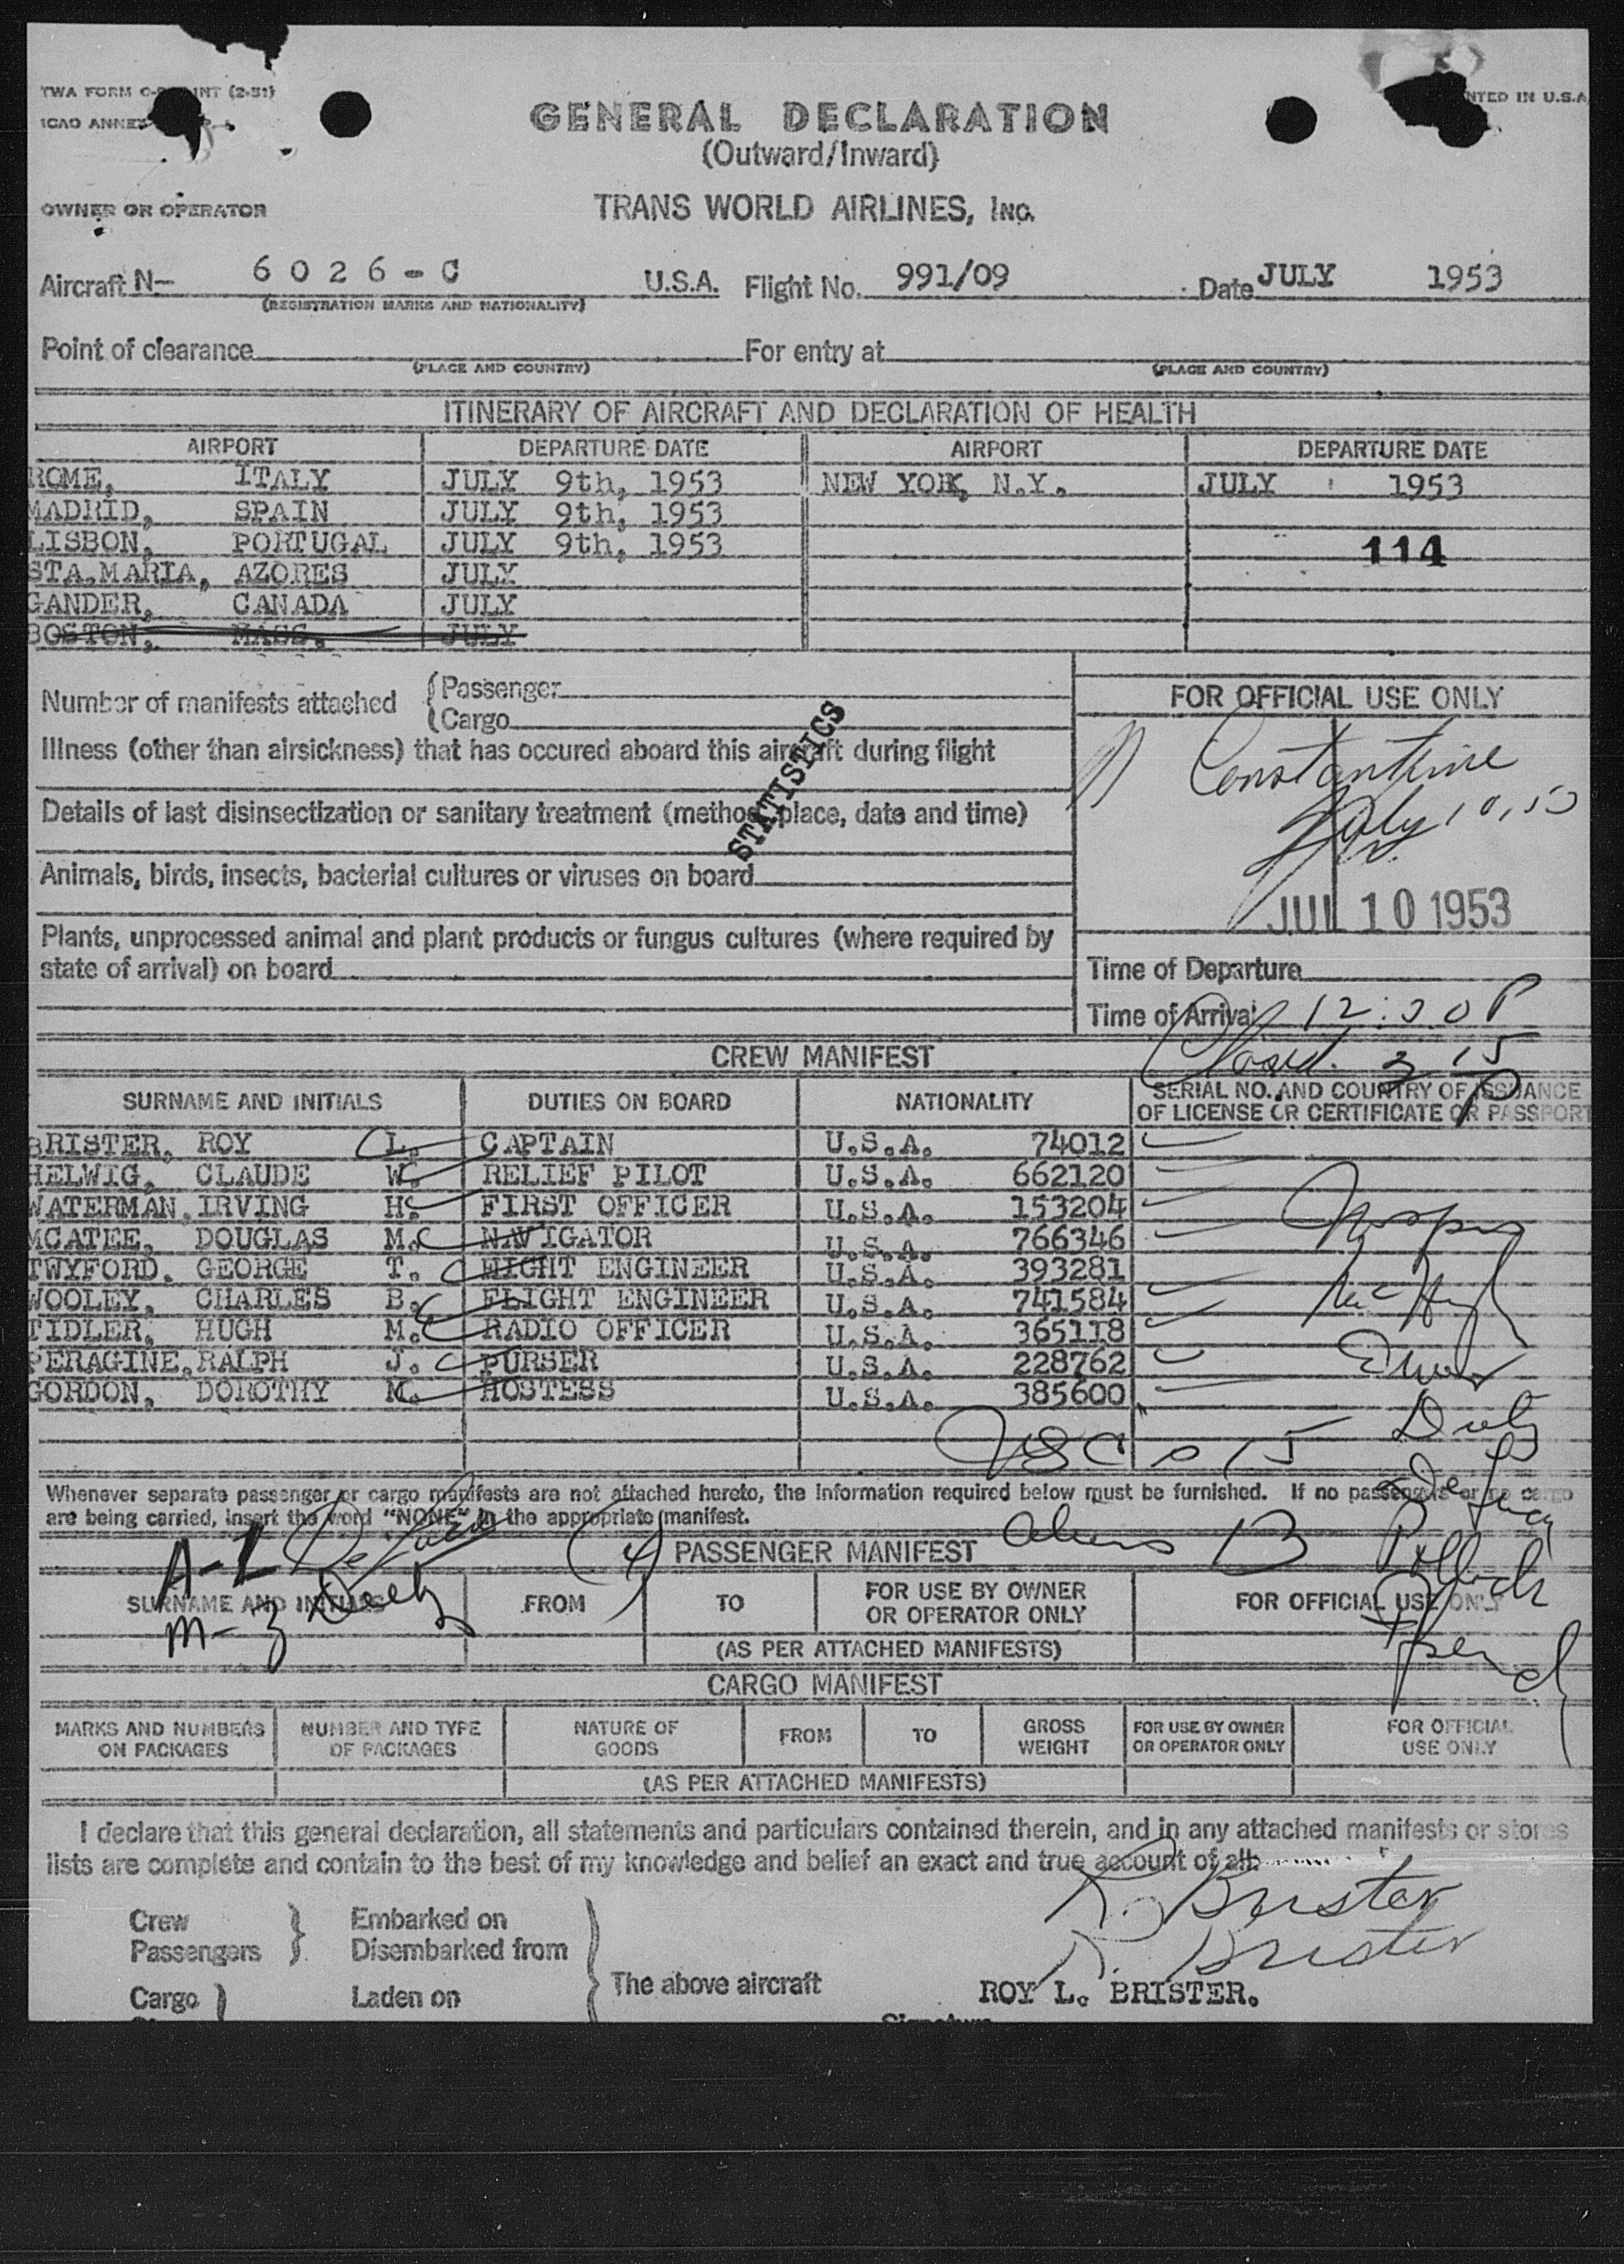 TWA FORM INT (2-51)
NTED IN U.S.A
ICAO ANNEX
GENERAL DECLARATION
(Outward/Inward)
OWNER OR OPERATOR
TRANS WORLD AIRLINES, INC.
Aircraft N- 6026-C U.S.A. Flight No. 991/09 Date JULY 1953
(REGISTRATION MARKS AND NATIONALITY)
Point of clearance For entry at
(PLACE AND COUNTRY) (PLACE AND COUNTRY)
ITINERARY OF AIRCRAFT AND DECLARATION OF HEALTH
AIRPORT DEPARTURE DATE AIRPORT DEPARTURE DATE
ROME, ITALY JULY 9th, 1953 NEW YOK, N.Y. JULY 1953
MADRID, SPAIN JULY 9th, 1953
LISBON, PORTUGAL JULY 9th, 1953 114
STA.MARIA, AZORES JULY
GANDER, CANADA JULY
BOSTON, MASS. JULY
Number of manifests attached Passenger
Cargo
FOR OFFICIAL USE ONLY
Illness (other than airsickness) that has occured aboard this aircraft during flight
STATISTICS
Constantine
July 10, 53
Details of last disinsectization or sanitary treatment (method, place, date and time)
Animals, birds, insects, bacterial cultures or viruses on board
JUL 10 1953
Plants, unprocessed animal and plant products or fungus cultures (where required by
state of arrival) on board
Time of Departure
Time of Arrival 12:30 P
Closed 3 15 P
CREW MANIFEST
SURNAME AND INITIALS DUTIES ON BOARD NATIONALITY SERIAL NO. AND COUNTRY OF ISSUANCE
OF LICENSE OR CERTIFICATE OR PASSPORT
BRISTER, ROY L. CAPTAIN U.S.A. 74012
HELWIG, CLAUDE W. RELIEF PILOT U.S.A. 662120
WATERMAN, IRVING H. FIRST OFFICER U.S.A. 153204
MCATEE, DOUGLAS M. NAVIGATOR U.S.A. 766346
TWYFORD, GEORGE T. FLIGHT ENGINEER U.S.A. 393281
WOOLEY, CHARLES B. FLIGHT ENGINEER U.S.A. 741584
TIDLER, HUGH M. RADIO OFFICER U.S.A. 365118
PERAGINE, RALPH J. PURSER U.S.A. 228762
GORDON, DOROTHY M. HOSTESS U.S.A. 385600
USC 15
Whenever separate passenger or cargo manifests are not attached hereto, the information required below must be furnished. If no passengers or no cargo
are being carried, insert the word "NONE" in the appropriate manifest.
A-L (4) PASSENGER MANIFEST Aliens 13
SURNAME AND INITIALS FROM TO FOR USE BY OWNER
OR OPERATOR ONLY FOR OFFICIAL USE ONLY
M-Z
(AS PER ATTACHED MANIFESTS)
CARGO MANIFEST
MARKS AND NUMBERS
ON PACKAGES NUMBER AND TYPE
OF PACKAGES NATURE OF
GOODS FROM TO GROSS
WEIGHT FOR USE BY OWNER
OR OPERATOR ONLY FOR OFFICIAL
USE ONLY
(AS PER ATTACHED MANIFESTS)
I declare that this general declaration, all statements and particulars contained therein, and in any attached manifests or stores
lists are complete and contain to the best of my knowledge and belief an exact and true account of all:
R. Brister
R. Brister
Crew
Passengers
Embarked on
Disembarked from
Cargo Laden on The above aircraft ROY L. BRISTER.